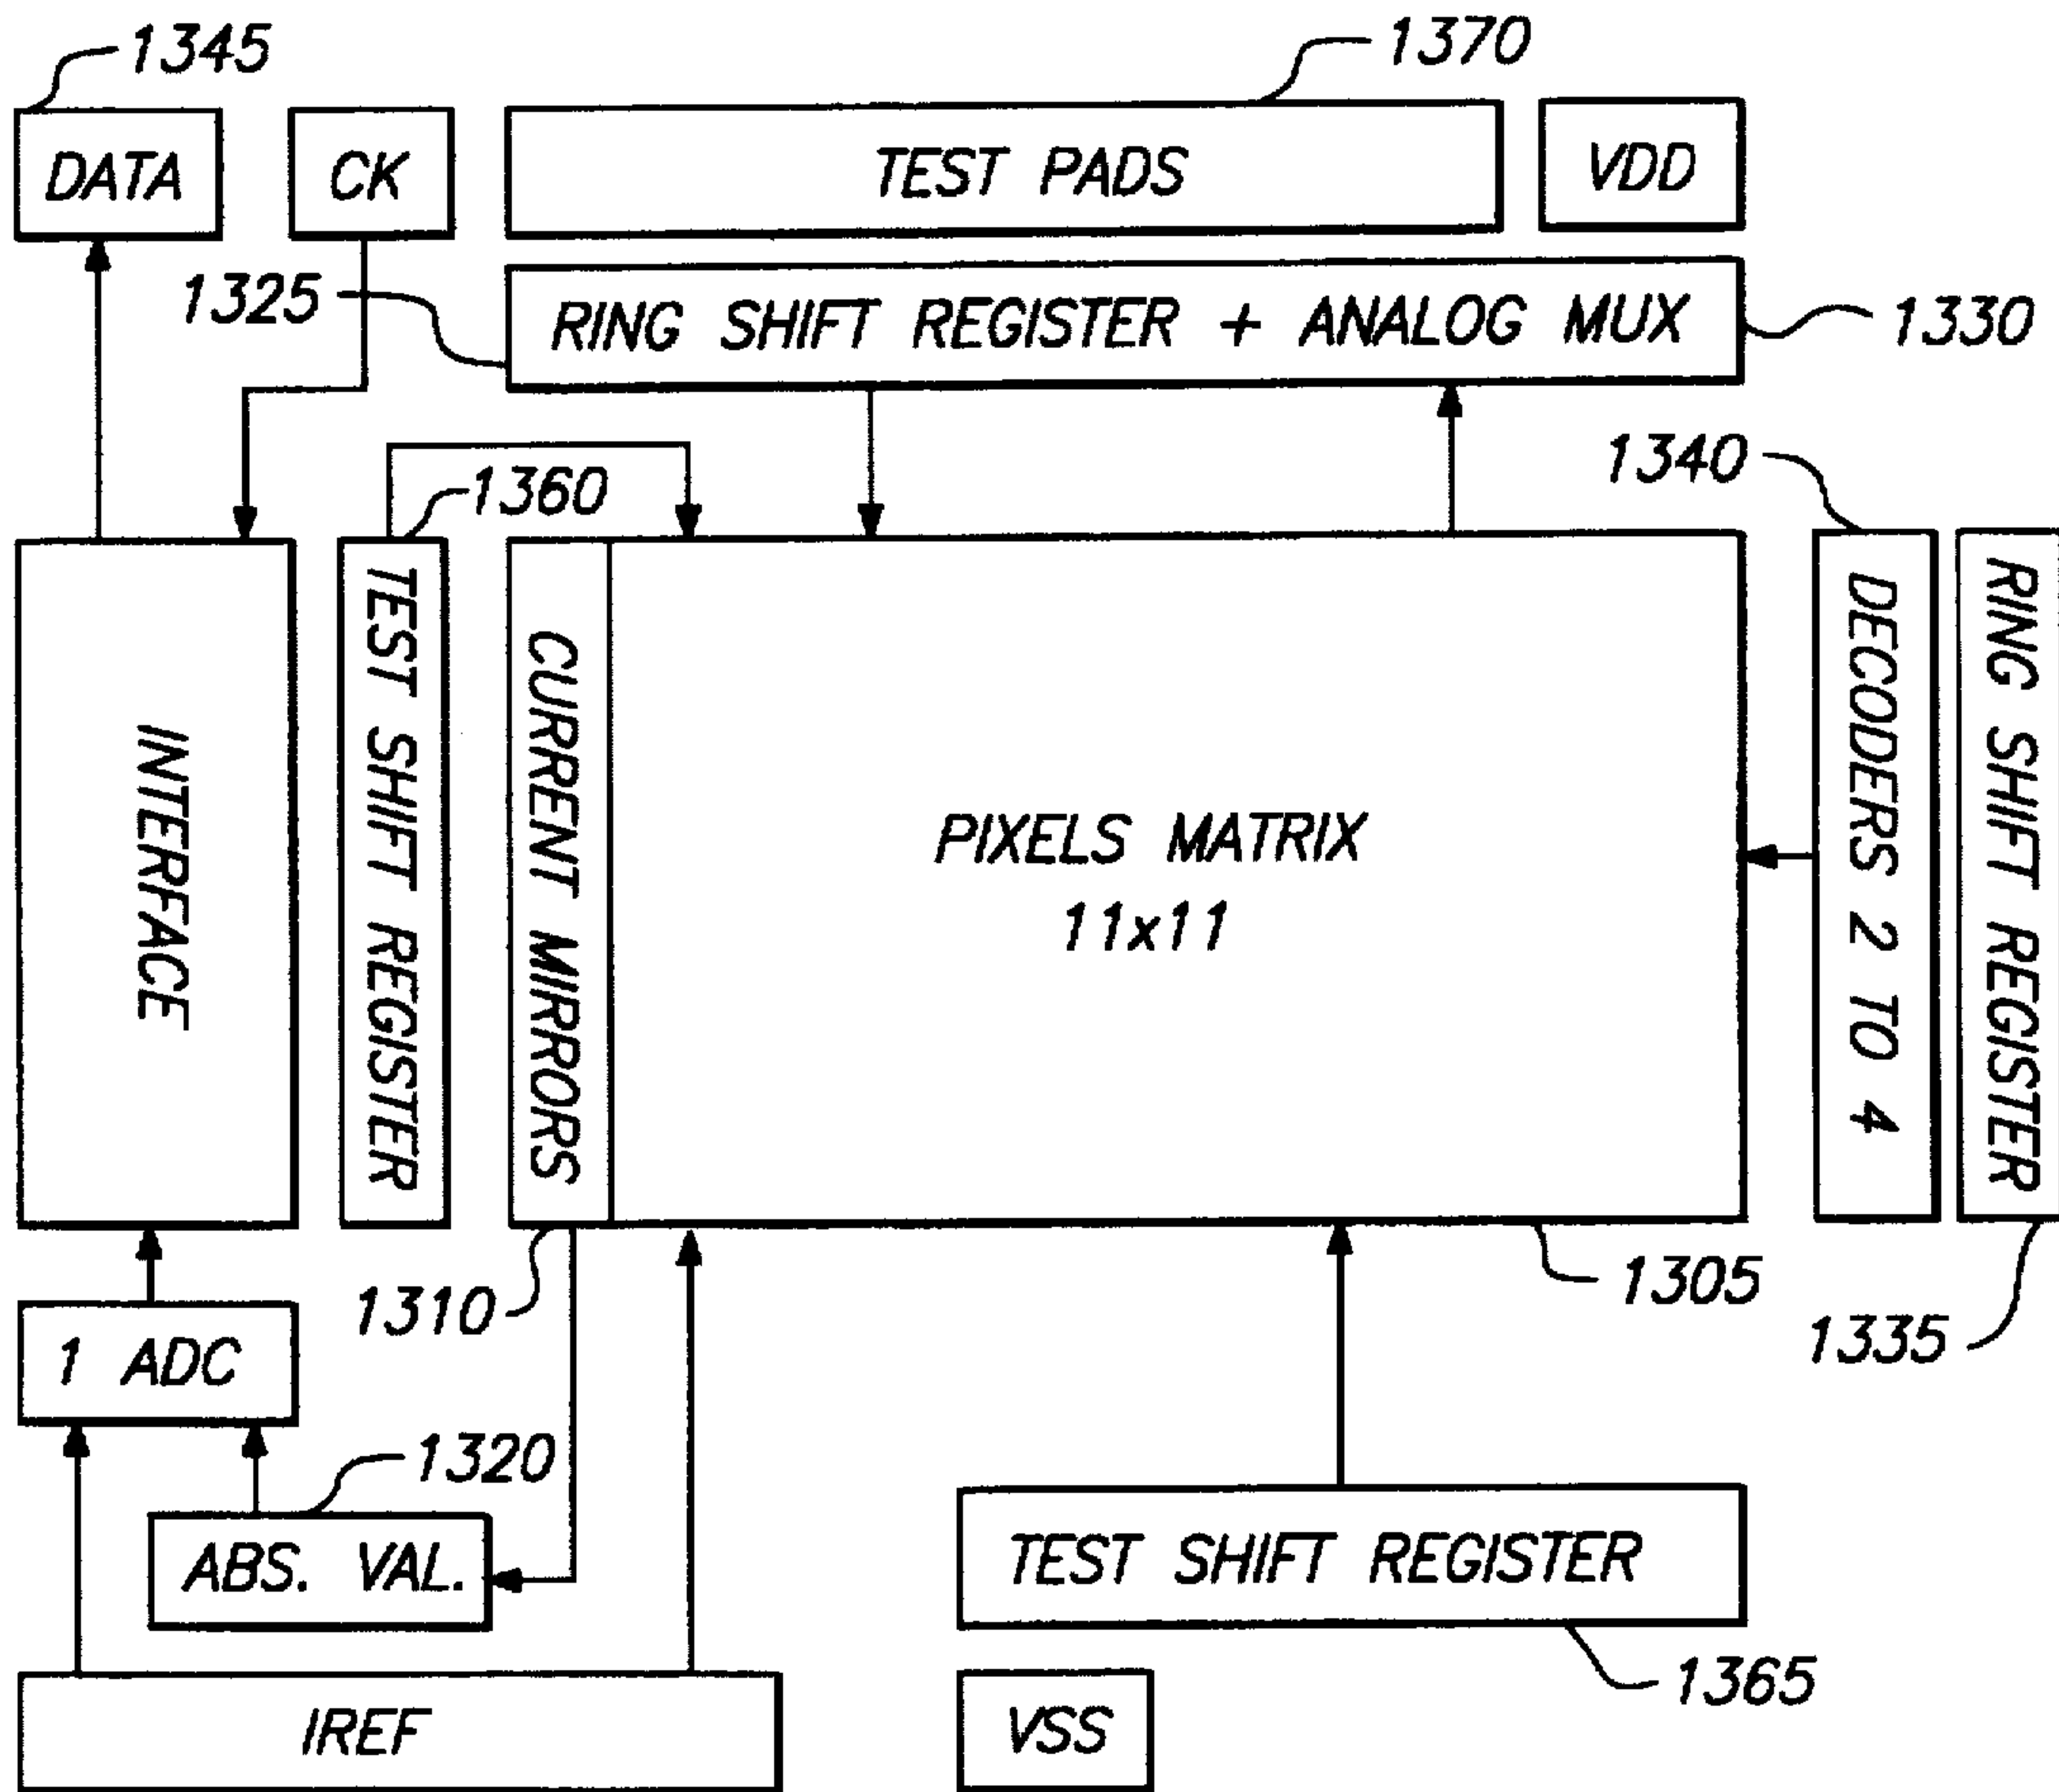 1345
1370
DATA
CK
TEST PADS
VDD
1325
RING SHIFT REGISTER + ANALOG MUX
1330
1340
1360
INTERFACE
TEST SHIFT REGISTER
CURRENT MIRRORS
PIXELS MATRIX
11x11
DECODERS 2 TO 4
RING SHIFT REGISTER
1310
1305
1335
1 ADC
1320
ABS. VAL.
TEST SHIFT REGISTER
1365
IREF
VSS